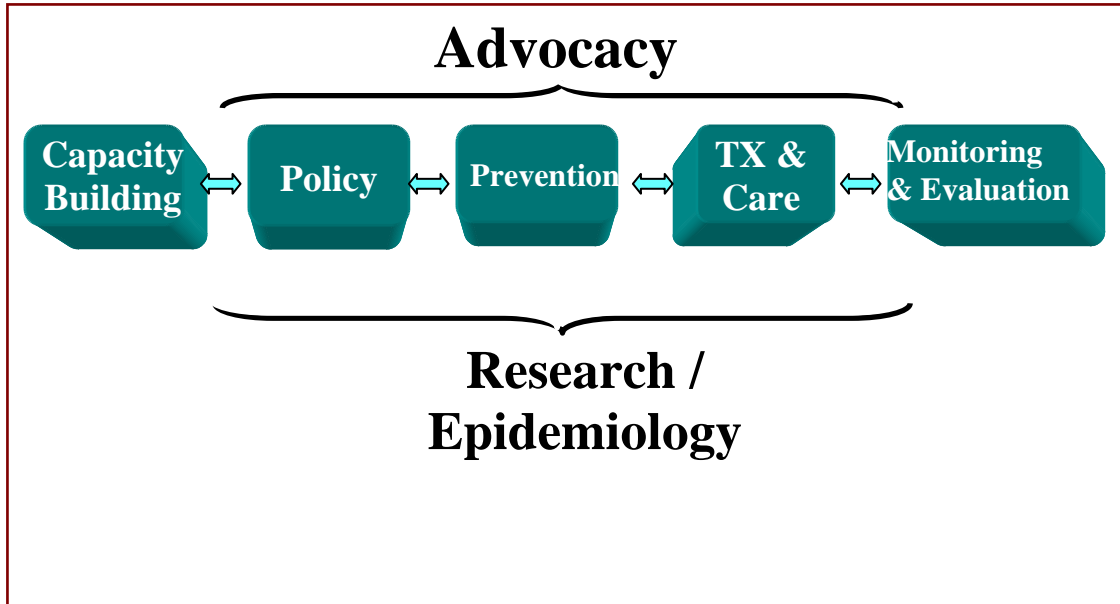 Advocacy
Capacity
Building
Policy
Prevention
TX &
Care
Monitoring
& Evaluation
Research /
Epidemiology